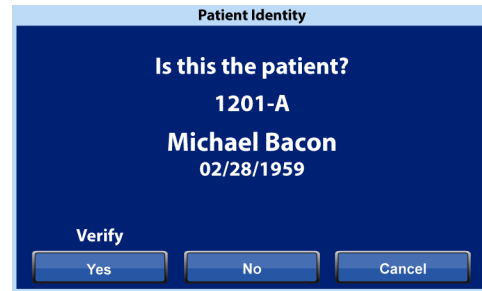 Patient Identity
Is this the patient?
1201-A
Michael Bacon
02/28/1959
Verify
Yes No Cancel